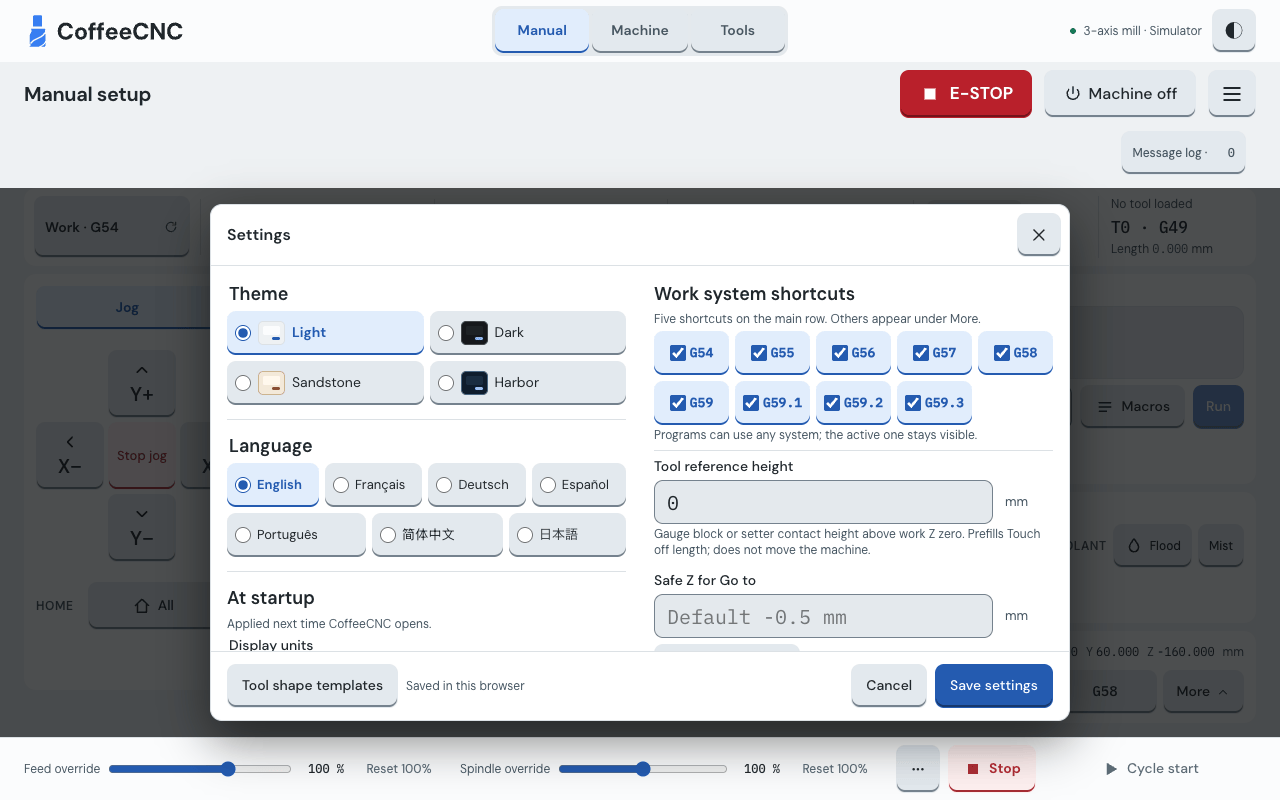 CoffeeCNC
Manual
Machine
Tools
3-axis mill · Simulator
Manual setup
E-STOP
Machine off
Message log · 0
Work · G54
No tool loaded
T0 · G49
Length 0.000 mm
Jog
Y+
X−
Stop jog
Y−
HOME
All
Macros
Run
Flood
Mist
Y 60.000 Z -160.000 mm
G58
More
Settings
Theme
Light
Dark
Sandstone
Harbor
Language
English
Français
Deutsch
Español
Português
简体中文
日本語
At startup
Applied next time CoffeeCNC opens.
Display units
Work system shortcuts
Five shortcuts on the main row. Others appear under More.
G54
G55
G56
G57
G58
G59
G59.1
G59.2
G59.3
Programs can use any system; the active one stays visible.
Tool reference height
0
mm
Gauge block or setter contact height above work Z zero. Prefills Touch
off length; does not move the machine.
Safe Z for Go to
Default -0.5 mm
mm
Tool shape templates
Saved in this browser
Cancel
Save settings
Feed override
100 %
Reset 100%
Spindle override
100 %
Reset 100%
...
Stop
Cycle start